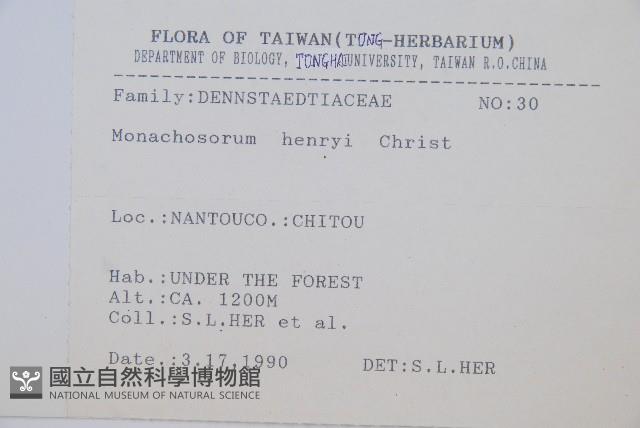 FLORA OF TAIWAN(TONG-HERBARIUM)
DEPARTMENT OF BIOLOGY, TONGHAI UNIVERSITY, TAIWAN R.O.CHINA
Family:DENNSTAEDTIACEAE NO:30
Monachosorum henryi Christ
Loc.:NANTOUCO.:CHITOU
Hab.:UNDER THE FOREST
Alt.:CA. 1200M
Coll.:S.L.HER et al.
Date.:3.17,1990 DET:S.L.HER
國立自然科學博物館
NATIONAL MUSEUM OF NATURAL SCIENCE